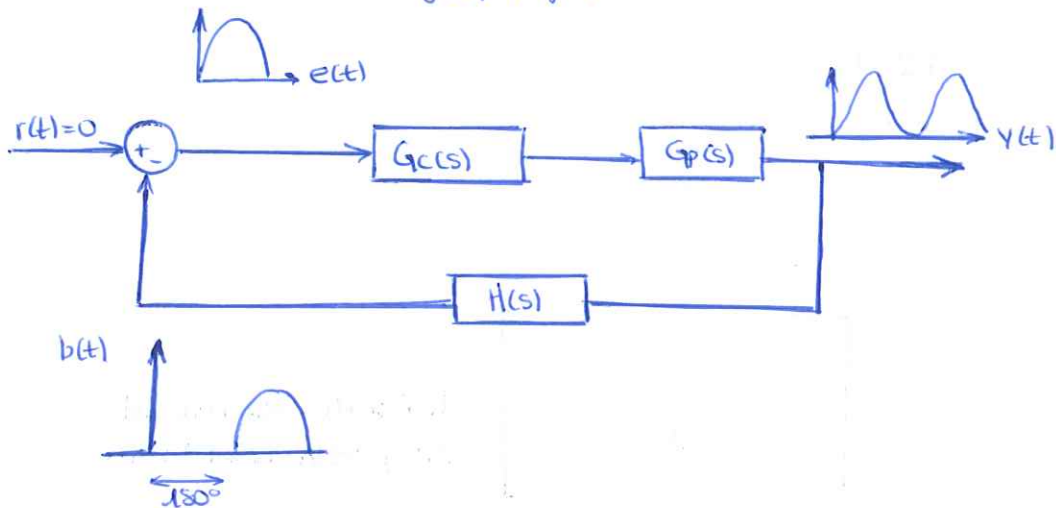 e(t)
r(t)=0
+
-
Gc(s)
Gp(s)
y(t)
H(s)
b(t)
180°